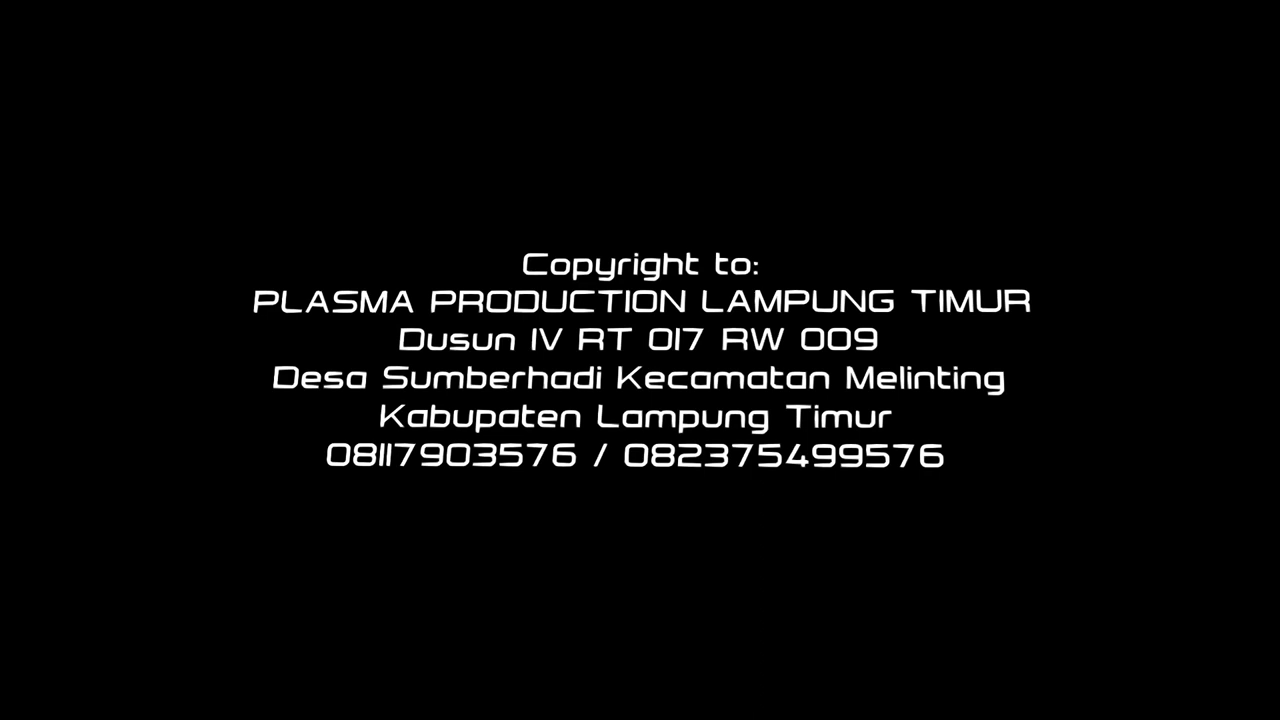 Copyright to:
PLASMA PRODUCTION LAMPUNG TIMUR
Dusun IV RT 017 RW 009
Desa Sumberhadi Kecamatan Melinting
Kabupaten Lampung Timur
08117903576 / 082375499576